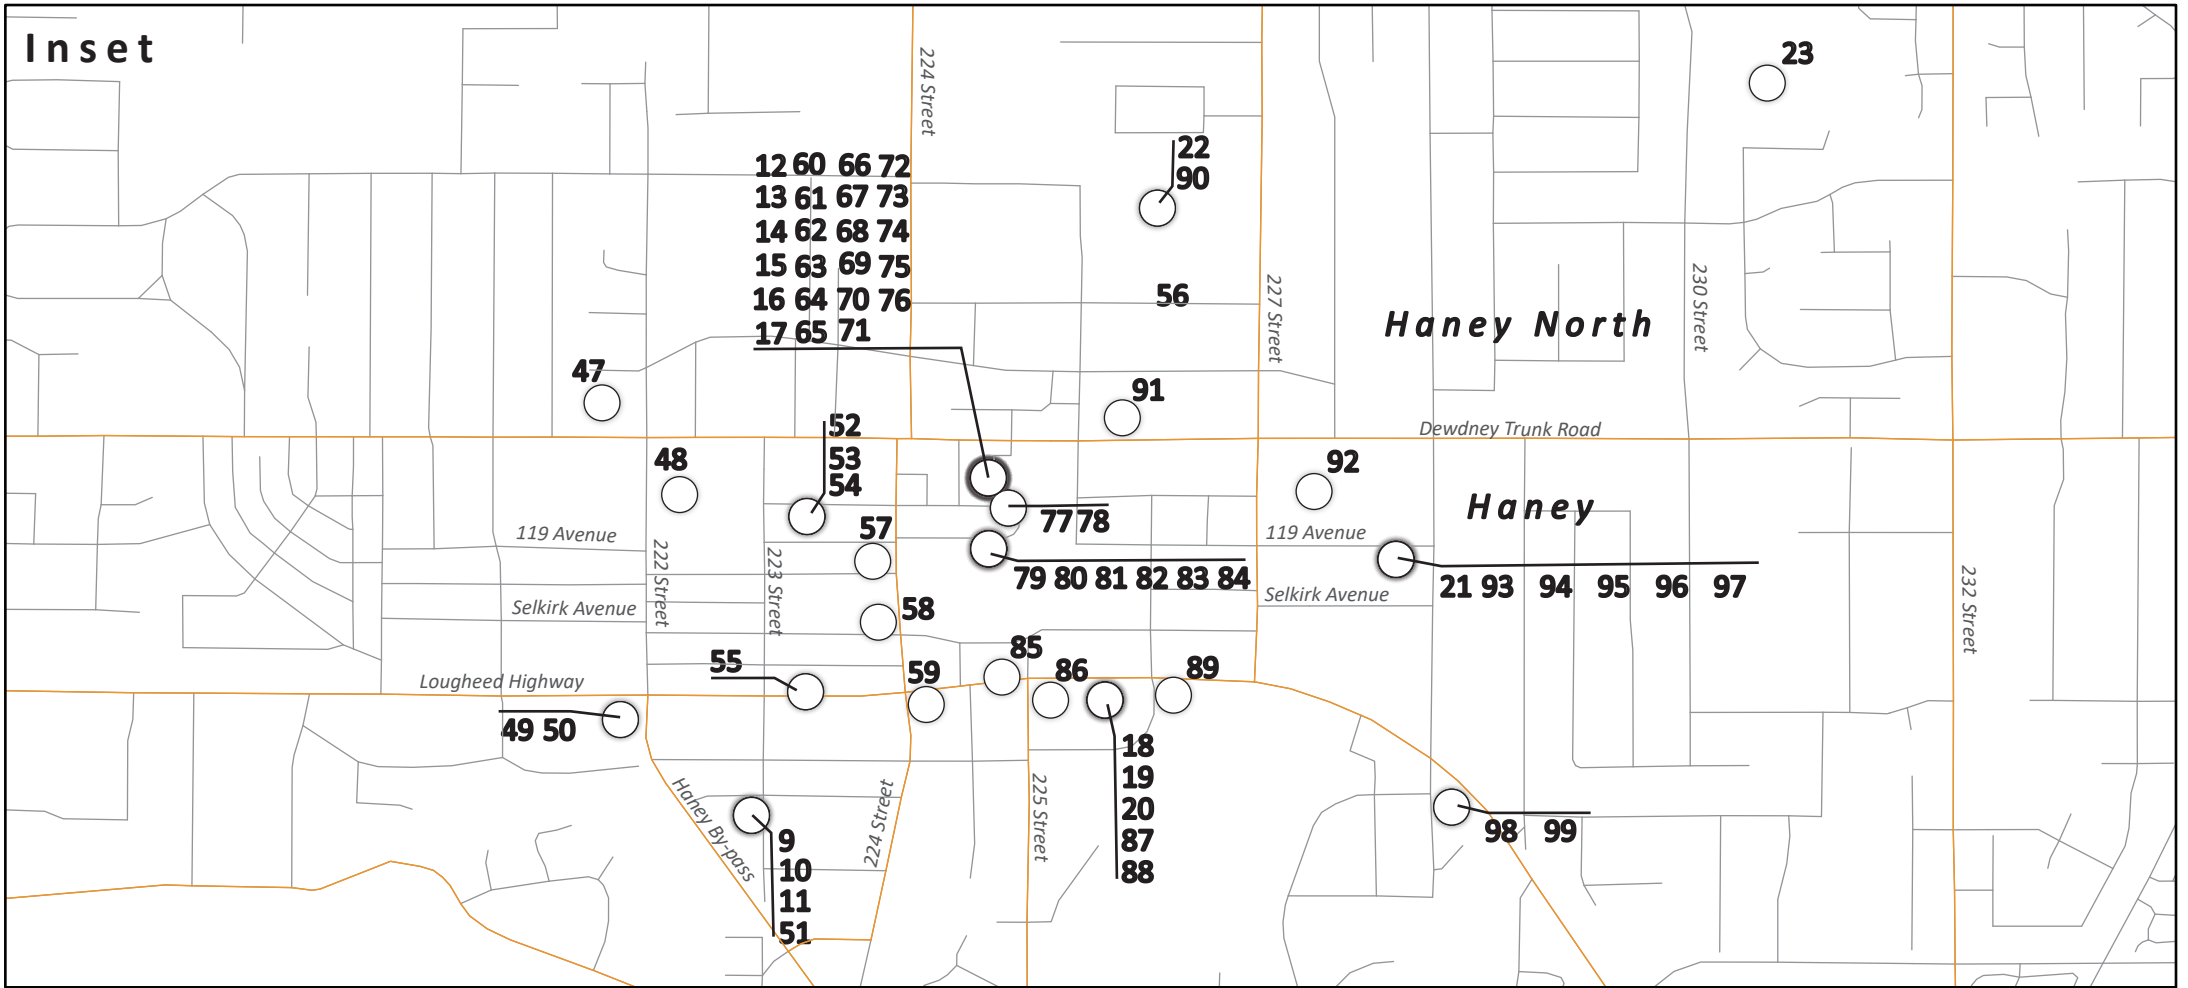 Inset
23
224 Street
22
90
12 60 66 72
13 61 67 73
14 62 68 74
15 63 69 75
16 64 70 76
17 65 71
56
227 Street
230 Street
Haney North
47
91
52
53
54
Dewdney Trunk Road
48
92
Haney
57
77 78
119 Avenue
119 Avenue
222 Street
223 Street
79 80 81 82 83 84
21 93 94 95 96 97
232 Street
Selkirk Avenue
58
Selkirk Avenue
55
85
59
86
89
Lougheed Highway
49 50
18
19
20
87
88
Haney By-pass
224 Street
225 Street
98 99
9
10
11
51